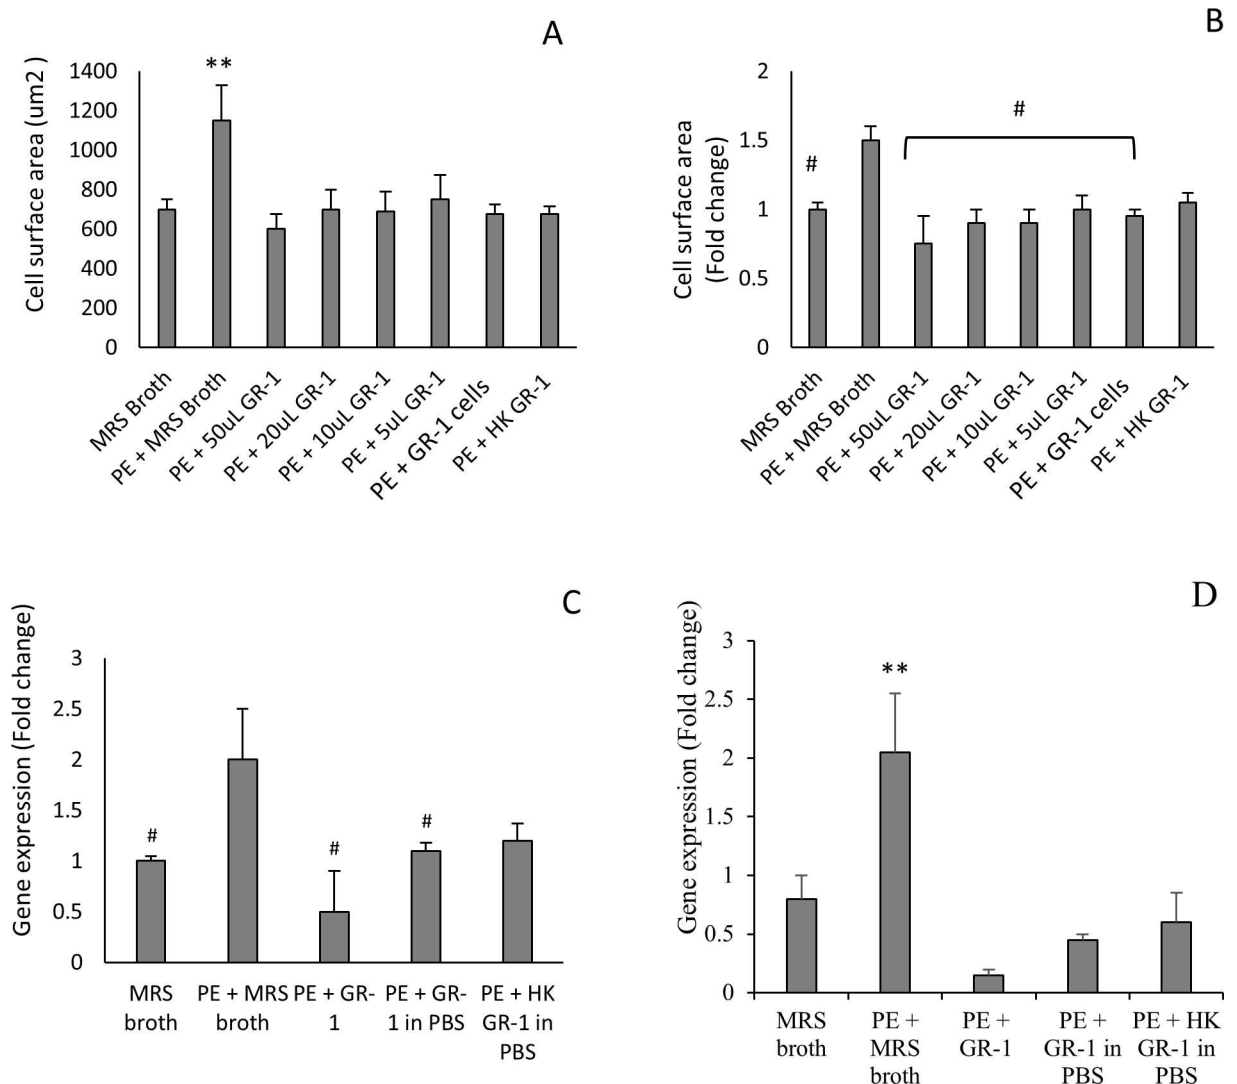 A
Cell surface area (um2 )
**
1400
1200
1000
800
600
400
200
0
MRS Broth
PE + MRS Broth
PE + 50uL GR-1
PE + 20uL GR-1
PE + 10uL GR-1
PE + 5uL GR-1
PE + GR-1 cells
PE + HK GR-1
B
Cell surface area
(Fold change)
2
1.5
1
0.5
0
#
#
MRS Broth
PE + MRS Broth
PE + 50uL GR-1
PE + 20uL GR-1
PE + 10uL GR-1
PE + 5uL GR-1
PE + GR-1 cells
PE + HK GR-1
C
Gene expression (Fold change)
3
2.5
2
1.5
1
0.5
0
#
#
#
MRS
broth
PE + MRS
broth
PE + GR-
1
PE + GR-
1 in PBS
PE + HK
GR-1 in
PBS
D
Gene expression (Fold change)
3
2.5
2
1.5
1
0.5
0
**
MRS
broth
PE +
MRS
broth
PE +
GR-1
PE +
GR-1 in
PBS
PE + HK
GR-1 in
PBS